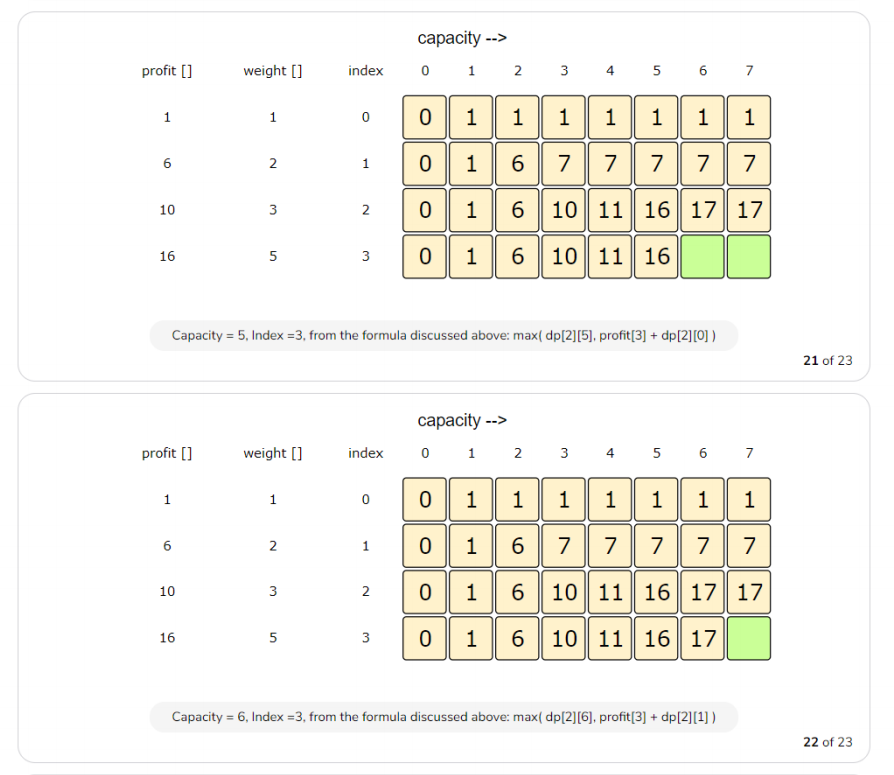 capacity -->
profit [] weight [] index 0 1 2 3 4 5 6 7
1 1 0 0 1 1 1 1 1 1 1
6 2 1 0 1 6 7 7 7 7 7
10 3 2 0 1 6 10 11 16 17 17
16 5 3 0 1 6 10 11 16
Capacity = 5, Index =3, from the formula discussed above: max( dp[2][5], profit[3] + dp[2][0] )
21 of 23
capacity -->
profit [] weight [] index 0 1 2 3 4 5 6 7
1 1 0 0 1 1 1 1 1 1 1
6 2 1 0 1 6 7 7 7 7 7
10 3 2 0 1 6 10 11 16 17 17
16 5 3 0 1 6 10 11 16 17
Capacity = 6, Index =3, from the formula discussed above: max( dp[2][6], profit[3] + dp[2][1] )
22 of 23